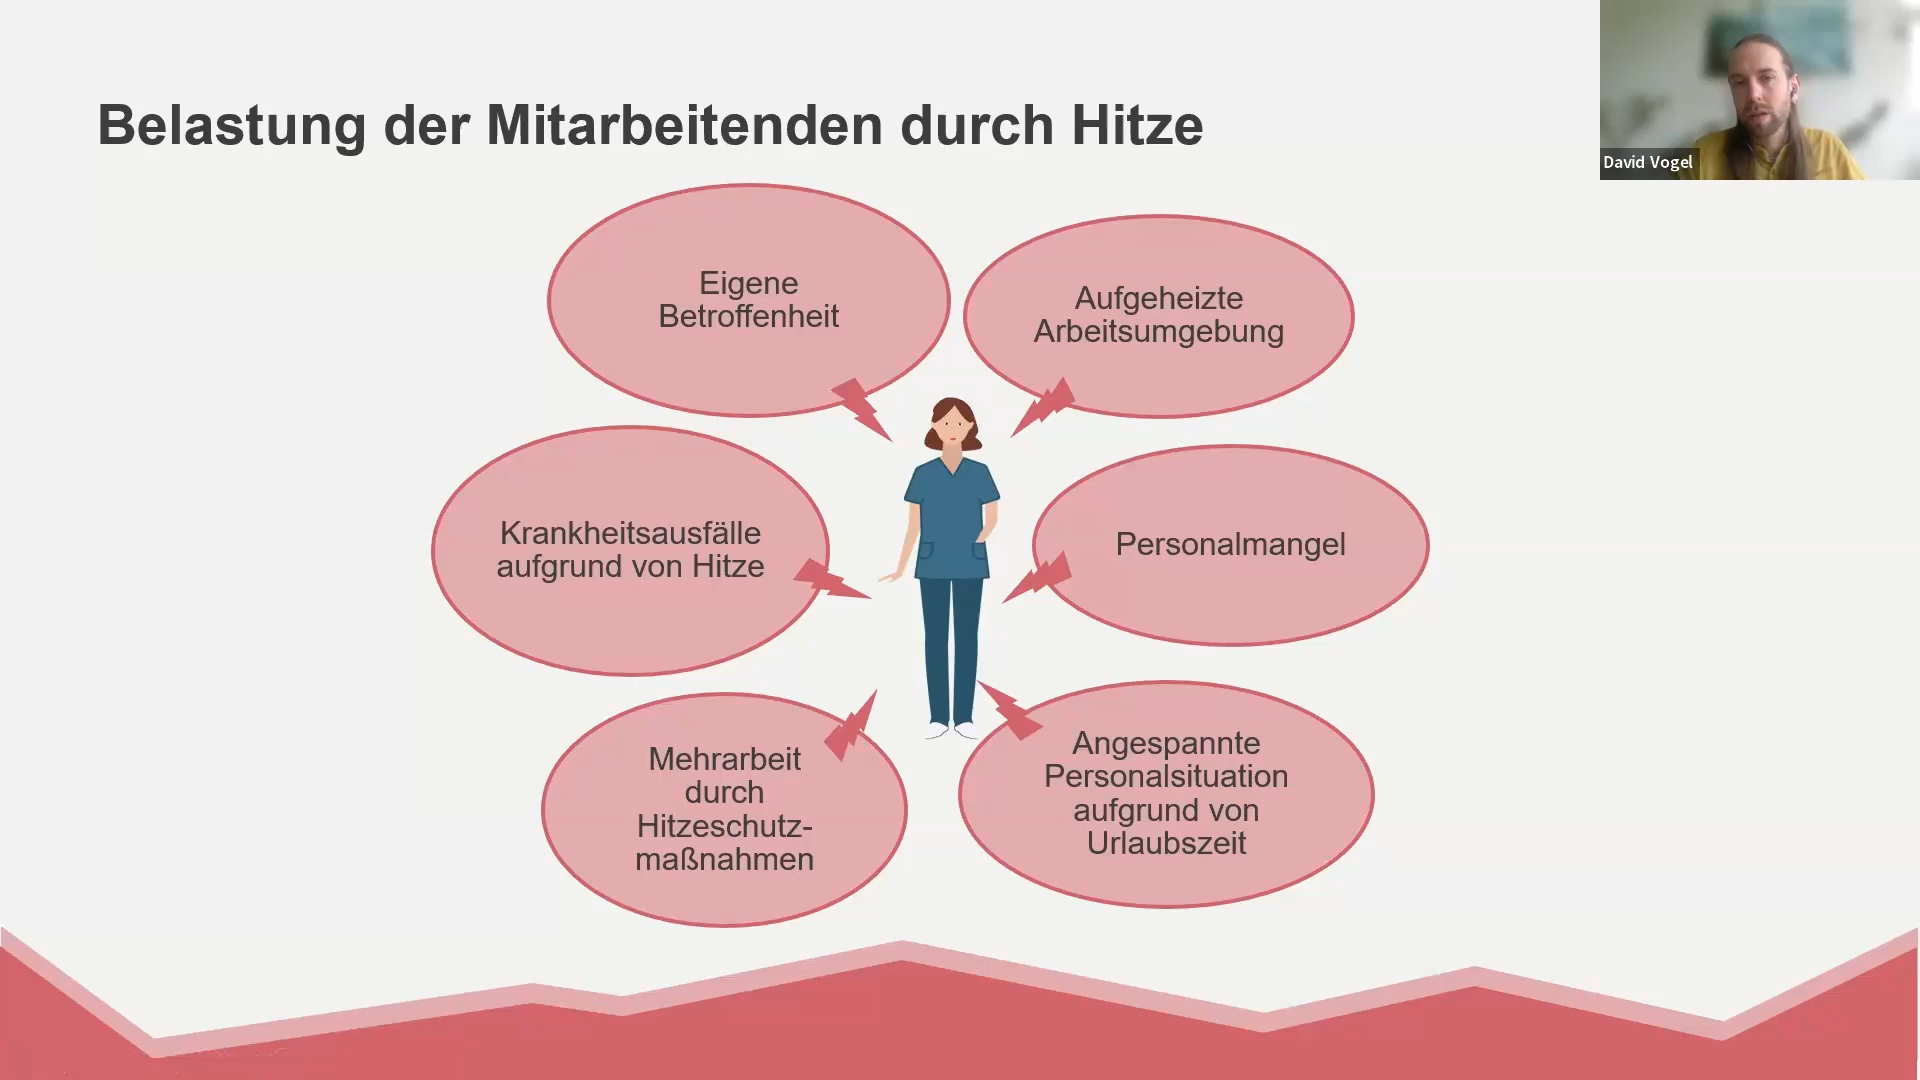 Belastung der Mitarbeitenden durch Hitze
David Vogel
Eigene
Betroffenheit
Aufgeheizte
Arbeitsumgebung
Krankheitsausfälle
aufgrund von Hitze
Personalmangel
Mehrarbeit
durch
Hitzeschutz-
maßnahmen
Angespannte
Personalsituation
aufgrund von
Urlaubszeit